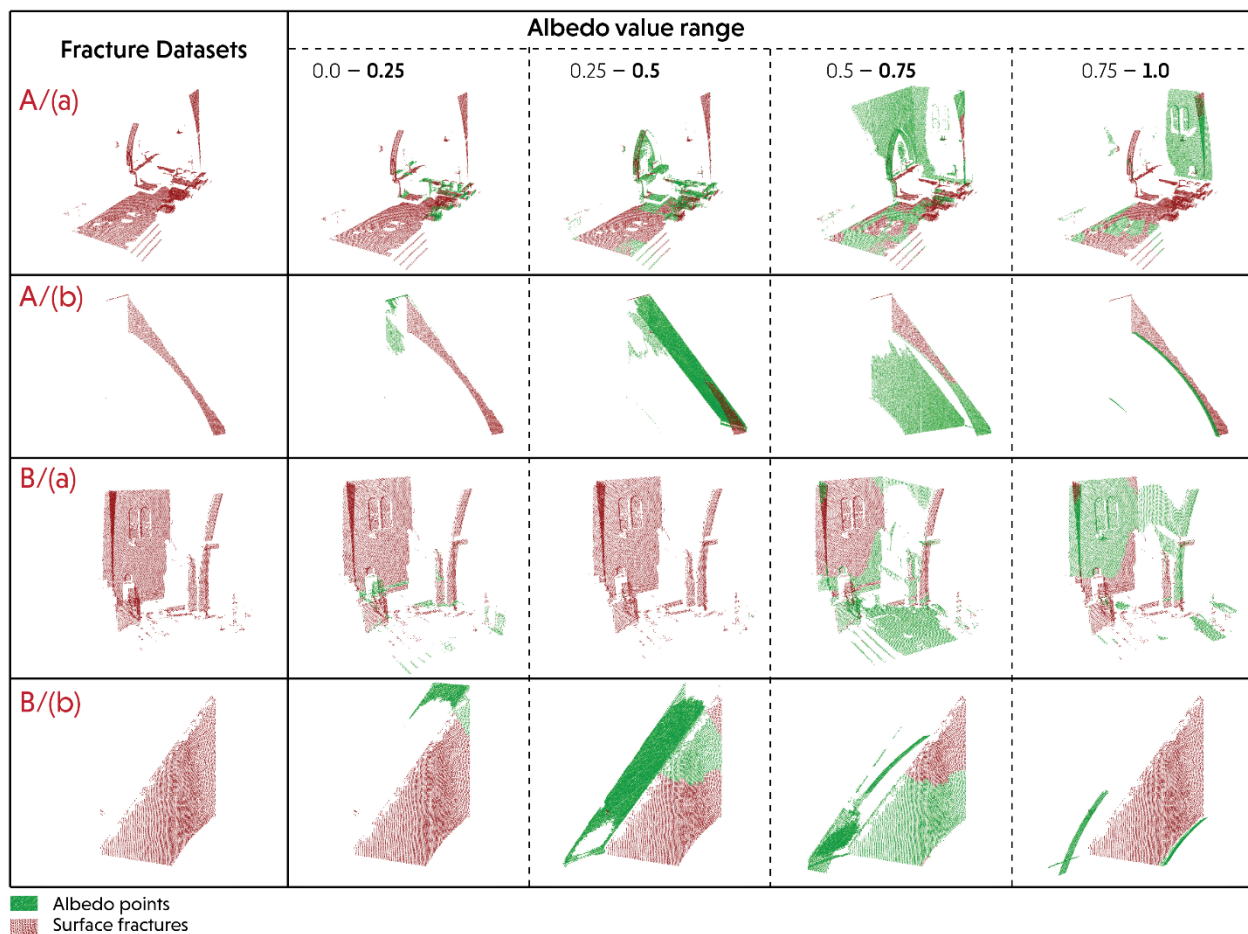 Albedo value range
Fracture Datasets
0.0 – 0.25
0.25 – 0.5
0.5 – 0.75
0.75 – 1.0
A/(a)
A/(b)
B/(a)
B/(b)
Albedo points
Surface fractures